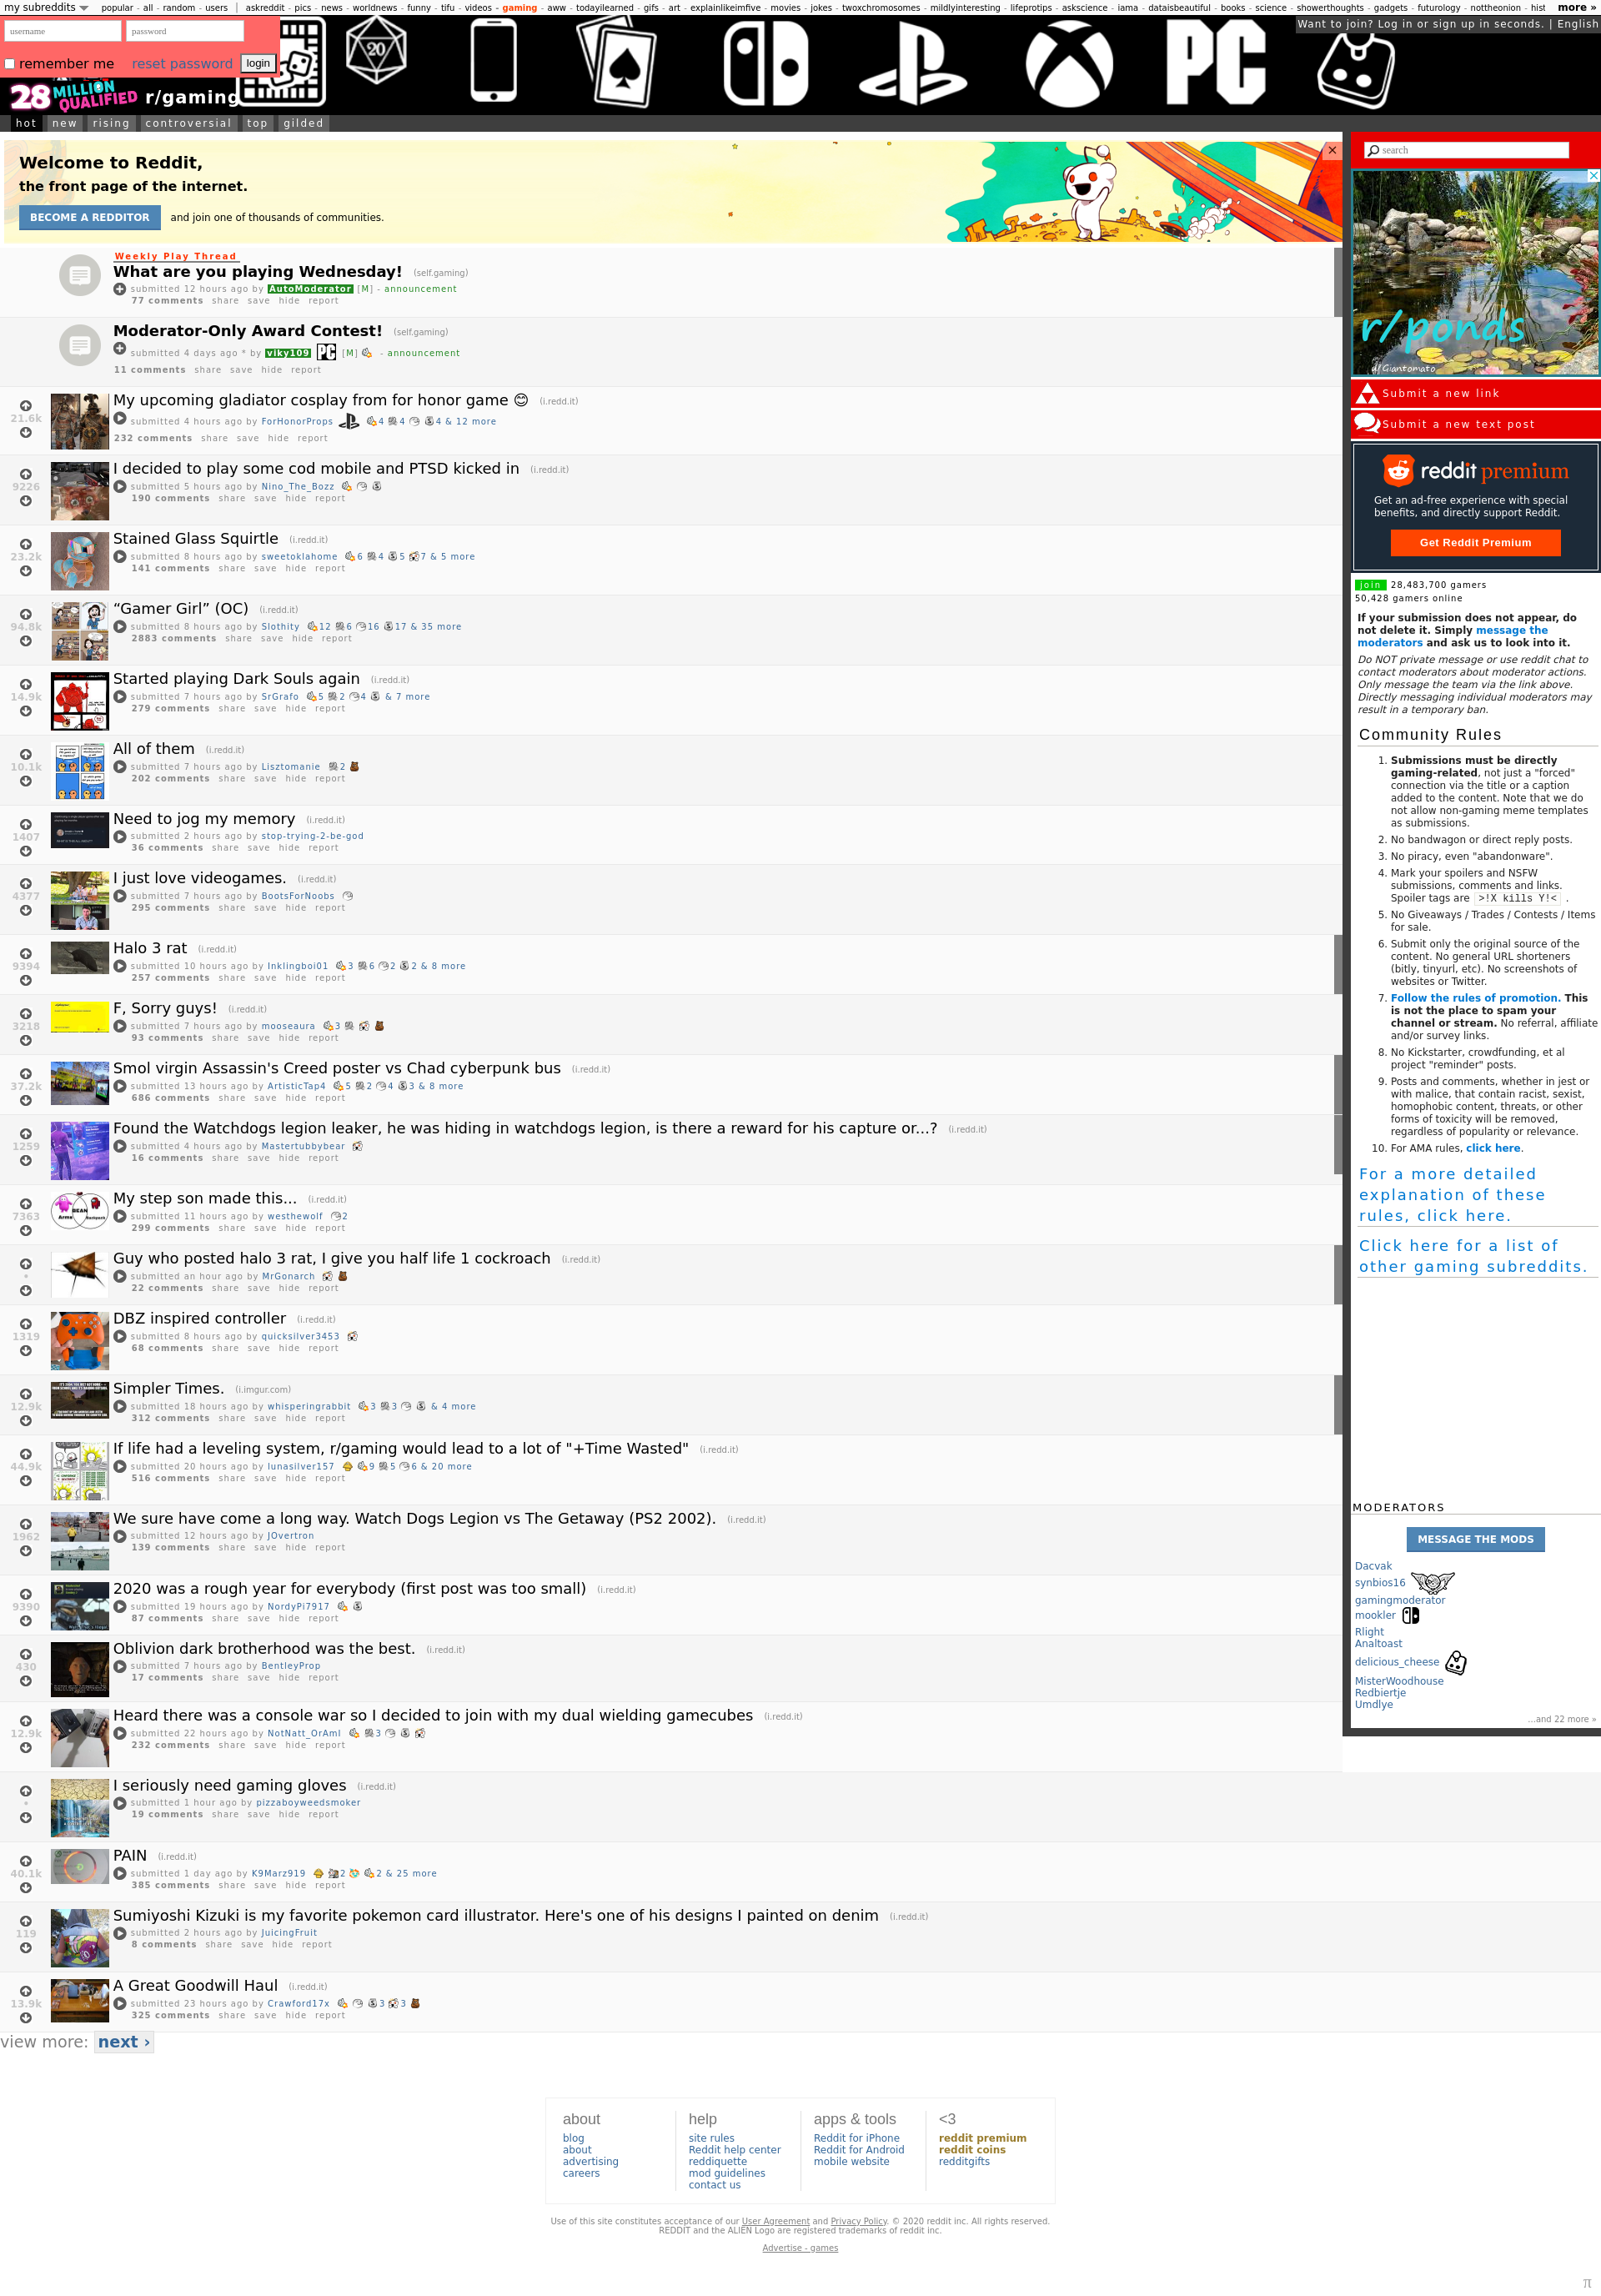 my subreddits popular - all - random - users | askreddit - pics - news - worldnews - funny - tifu - videos - gaming - aww - todayilearned - gifs - art - explainlikeimfive - movies - jokes - twoxchromosomes - mildlyinteresting - lifeprotips - askscience - iama - dataisbeautiful - books - science - showerthoughts - gadgets - futurology - nottheonion - hist more »
Want to join? Log in or sign up in seconds. | English
username password
remember me reset password login
20
PC
28 MILLION QUALIFIED r/gaming
hot new rising controversial top gilded
Welcome to Reddit,
the front page of the internet.
BECOME A REDDITOR and join one of thousands of communities.
Weekly Play Thread
What are you playing Wednesday! (self.gaming)
submitted 12 hours ago by AutoModerator [M] - announcement
77 comments share save hide report
Moderator-Only Award Contest! (self.gaming)
submitted 4 days ago * by viky109 PC [M] - announcement
11 comments share save hide report
21.6k
My upcoming gladiator cosplay from for honor game 😊 (i.redd.it)
submitted 4 hours ago by ForHonorProps 4 4 4 & 12 more
232 comments share save hide report
9226
I decided to play some cod mobile and PTSD kicked in (i.redd.it)
submitted 5 hours ago by Nino_The_Bozz
190 comments share save hide report
23.2k
Stained Glass Squirtle (i.redd.it)
submitted 8 hours ago by sweetoklahome 6 4 5 7 & 5 more
141 comments share save hide report
94.8k
“Gamer Girl” (OC) (i.redd.it)
submitted 8 hours ago by Slothity 12 6 16 17 & 35 more
2883 comments share save hide report
14.9k
Started playing Dark Souls again (i.redd.it)
submitted 7 hours ago by SrGrafo 5 2 4 & 7 more
279 comments share save hide report
10.1k
All of them (i.redd.it)
submitted 7 hours ago by Lisztomanie 2
202 comments share save hide report
1407
Need to jog my memory (i.redd.it)
submitted 2 hours ago by stop-trying-2-be-god
36 comments share save hide report
4377
I just love videogames. (i.redd.it)
submitted 7 hours ago by BootsForNoobs
295 comments share save hide report
9394
Halo 3 rat (i.redd.it)
submitted 10 hours ago by Inklingboi01 3 6 2 2 & 8 more
257 comments share save hide report
3218
F, Sorry guys! (i.redd.it)
submitted 7 hours ago by mooseaura 3
93 comments share save hide report
37.2k
Smol virgin Assassin's Creed poster vs Chad cyberpunk bus (i.redd.it)
submitted 13 hours ago by ArtisticTap4 5 2 4 3 & 8 more
686 comments share save hide report
1259
Found the Watchdogs legion leaker, he was hiding in watchdogs legion, is there a reward for his capture or...? (i.redd.it)
submitted 4 hours ago by Mastertubbybear
16 comments share save hide report
7363
BEAN
My step son made this... (i.redd.it)
submitted 11 hours ago by westhewolf 2
299 comments share save hide report
•
Guy who posted halo 3 rat, I give you half life 1 cockroach (i.redd.it)
submitted an hour ago by MrGonarch
22 comments share save hide report
1319
DBZ inspired controller (i.redd.it)
submitted 8 hours ago by quicksilver3453
68 comments share save hide report
12.9k
Simpler Times. (i.imgur.com)
submitted 18 hours ago by whisperingrabbit 3 3 & 4 more
312 comments share save hide report
44.9k
If life had a leveling system, r/gaming would lead to a lot of "+Time Wasted" (i.redd.it)
submitted 20 hours ago by lunasilver157 9 5 6 & 20 more
516 comments share save hide report
1962
We sure have come a long way. Watch Dogs Legion vs The Getaway (PS2 2002). (i.redd.it)
submitted 12 hours ago by JOvertron
139 comments share save hide report
9390
2020 was a rough year for everybody (first post was too small) (i.redd.it)
submitted 19 hours ago by NordyPi7917
87 comments share save hide report
430
Oblivion dark brotherhood was the best. (i.redd.it)
submitted 7 hours ago by BentleyProp
17 comments share save hide report
12.9k
Heard there was a console war so I decided to join with my dual wielding gamecubes (i.redd.it)
submitted 22 hours ago by NotNatt_OrAml 3
232 comments share save hide report
•
I seriously need gaming gloves (i.redd.it)
submitted 1 hour ago by pizzaboyweedsmoker
19 comments share save hide report
40.1k
PAIN (i.redd.it)
submitted 1 day ago by K9Marz919 2 2 & 25 more
385 comments share save hide report
119
Sumiyoshi Kizuki is my favorite pokemon card illustrator. Here's one of his designs I painted on denim (i.redd.it)
submitted 2 hours ago by JuicingFruit
8 comments share save hide report
13.9k
A Great Goodwill Haul (i.redd.it)
submitted 23 hours ago by Crawford17x 3 3
325 comments share save hide report
view more: next ›
search
r/ponds
u/Giantomato
Submit a new link
Submit a new text post
reddit premium
Get an ad-free experience with special
benefits, and directly support Reddit.
Get Reddit Premium
join 28,483,700 gamers
50,428 gamers online
If your submission does not appear, do
not delete it. Simply message the
moderators and ask us to look into it.
Do NOT private message or use reddit chat to
contact moderators about moderator actions.
Only message the team via the link above.
Directly messaging individual moderators may
result in a temporary ban.
Community Rules
1. Submissions must be directly
gaming-related, not just a "forced"
connection via the title or a caption
added to the content. Note that we do
not allow non-gaming meme templates
as submissions.
2. No bandwagon or direct reply posts.
3. No piracy, even "abandonware".
4. Mark your spoilers and NSFW
submissions, comments and links.
Spoiler tags are >!X kills Y!< .
5. No Giveaways / Trades / Contests / Items
for sale.
6. Submit only the original source of the
content. No general URL shorteners
(bitly, tinyurl, etc). No screenshots of
websites or Twitter.
7. Follow the rules of promotion. This
is not the place to spam your
channel or stream. No referral, affiliate
and/or survey links.
8. No Kickstarter, crowdfunding, et al
project "reminder" posts.
9. Posts and comments, whether in jest or
with malice, that contain racist, sexist,
homophobic content, threats, or other
forms of toxicity will be removed,
regardless of popularity or relevance.
10. For AMA rules, click here.
For a more detailed
explanation of these
rules, click here.
Click here for a list of
other gaming subreddits.
MODERATORS
MESSAGE THE MODS
Dacvak
synbios16
gamingmoderator
mookler
Rlight
Analtoast
delicious_cheese
MisterWoodhouse
Redbiertje
Umdlye
...and 22 more »
about
blog
about
advertising
careers
help
site rules
Reddit help center
reddiquette
mod guidelines
contact us
apps & tools
Reddit for iPhone
Reddit for Android
mobile website
<3
reddit premium
reddit coins
redditgifts
Use of this site constitutes acceptance of our User Agreement and Privacy Policy. © 2020 reddit inc. All rights reserved.
REDDIT and the ALIEN Logo are registered trademarks of reddit inc.
Advertise - games
π